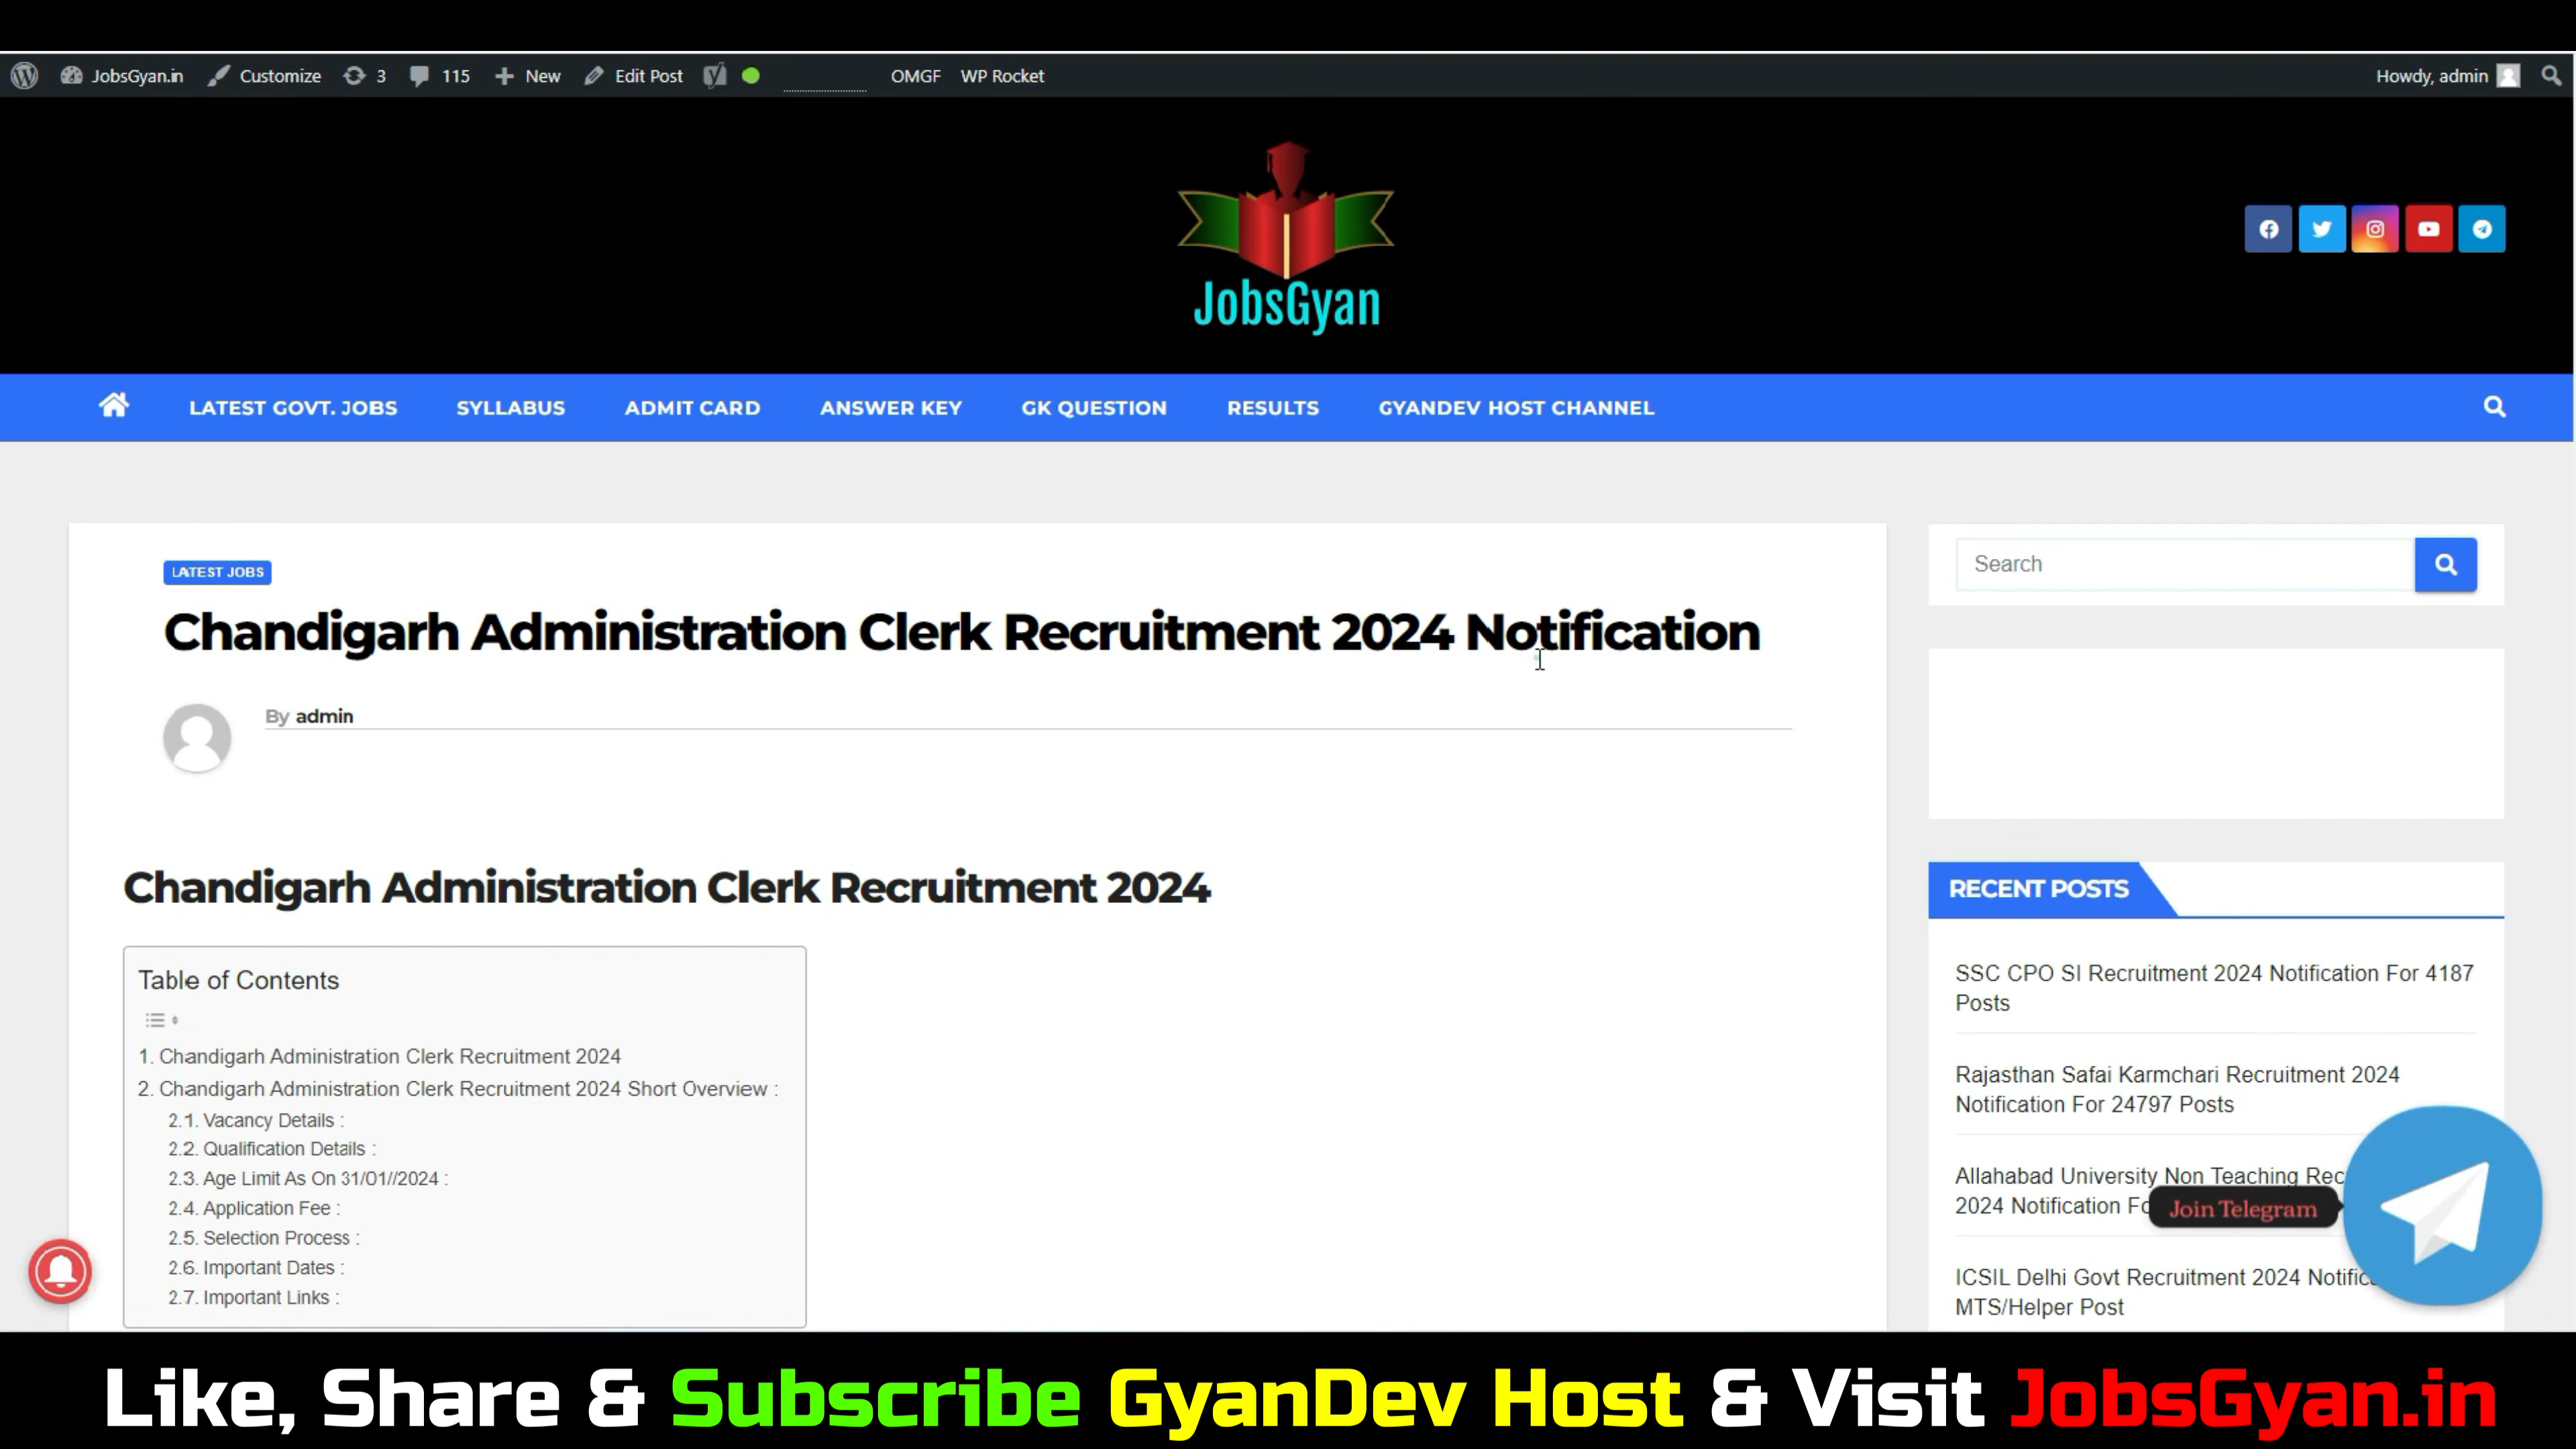 JobsGyan.in Customize 3 115 New Edit Post OMGF WP Rocket Howdy, admin
JobsGyan
LATEST GOVT. JOBS SYLLABUS ADMIT CARD ANSWER KEY GK QUESTION RESULTS GYANDEV HOST CHANNEL
LATEST JOBS
Chandigarh Administration Clerk Recruitment 2024 Notification
By admin
Chandigarh Administration Clerk Recruitment 2024
Table of Contents
1. Chandigarh Administration Clerk Recruitment 2024
2. Chandigarh Administration Clerk Recruitment 2024 Short Overview :
2.1. Vacancy Details :
2.2. Qualification Details :
2.3. Age Limit As On 31/01//2024 :
2.4. Application Fee :
2.5. Selection Process :
2.6. Important Dates :
2.7. Important Links :
Search
RECENT POSTS
SSC CPO SI Recruitment 2024 Notification For 4187
Posts
Rajasthan Safai Karmchari Recruitment 2024
Notification For 24797 Posts
Allahabad University Non Teaching
2024 Notification
Join Telegram
ICSIL Delhi Govt Recruitment 2024
MTS/Helper Post
Like, Share & Subscribe GyanDev Host & Visit JobsGyan.in